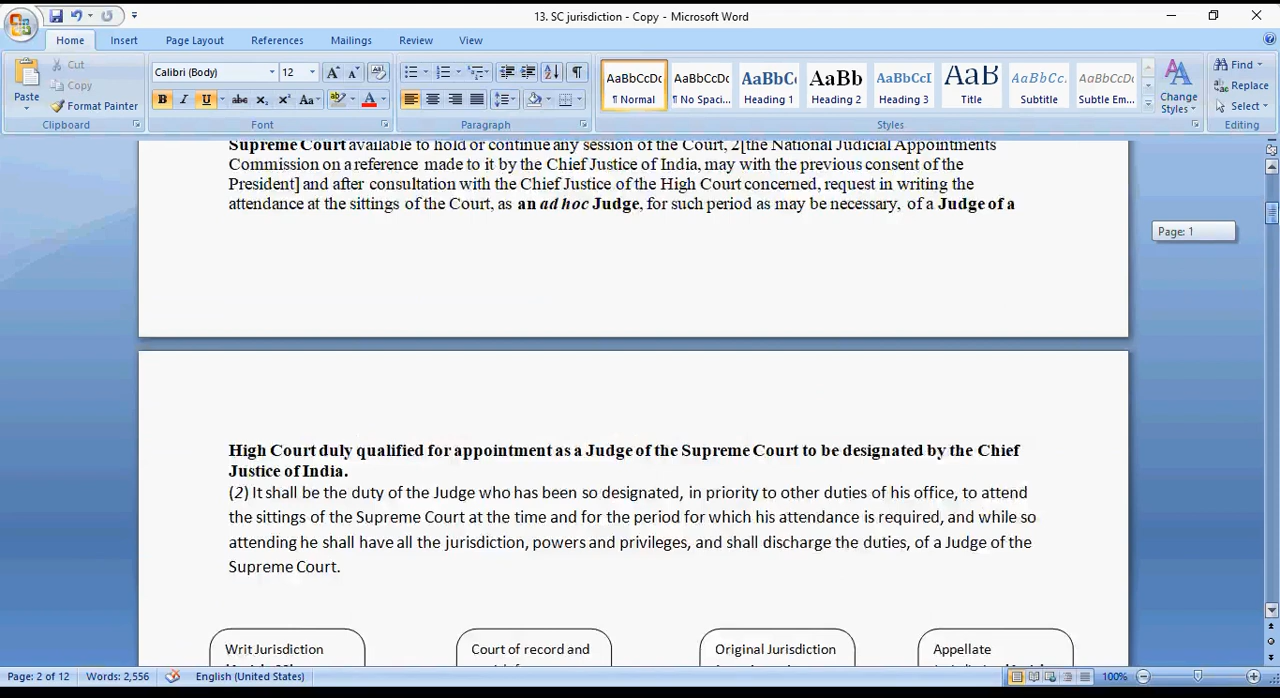 13. SC jurisdiction - Copy - Microsoft Word
Home Insert Page Layout References Mailings Review View
Paste
Cut
Copy
Format Painter
Clipboard
Calibri (Body) 12
Font
Paragraph
AaBbCcDc AaBbCcDc AaBbCc AaBb AaBbCcI AaB AaBbCc. AaBbCcDc
¶ Normal ¶ No Spaci... Heading 1 Heading 2 Heading 3 Title Subtitle Subtle Em...
Change Styles
Styles
Find
Replace
Select
Editing
Supreme Court available to hold or continue any session of the Court, 2[the National Judicial Appointments
Commission on a reference made to it by the Chief Justice of India, may with the previous consent of the
President] and after consultation with the Chief Justice of the High Court concerned, request in writing the
attendance at the sittings of the Court, as an ad hoc Judge, for such period as may be necessary, of a Judge of a
Page: 1
High Court duly qualified for appointment as a Judge of the Supreme Court to be designated by the Chief
Justice of India.
(2) It shall be the duty of the Judge who has been so designated, in priority to other duties of his office, to attend
the sittings of the Supreme Court at the time and for the period for which his attendance is required, and while so
attending he shall have all the jurisdiction, powers and privileges, and shall discharge the duties, of a Judge of the
Supreme Court.
Writ Jurisdiction
Court of record and
Original Jurisdiction
Appellate
Page: 2 of 12 Words: 2,556 English (United States) 100%